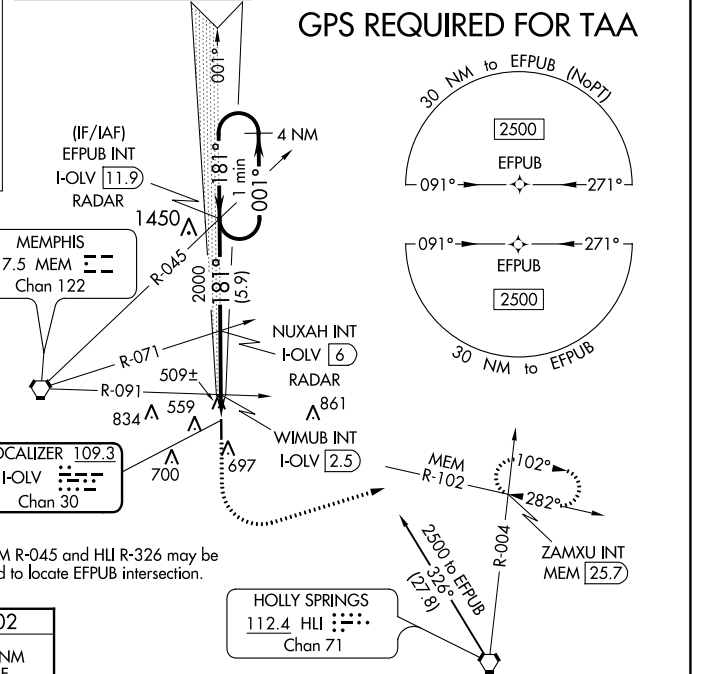 GPS REQUIRED FOR TAA
30 NM to EFPUB (NoPT)
2500
EFPUB
091°
271°
091°
271°
EFPUB
2500
30 NM to EFPUB
001°
4 NM
181°
1 min
001°
(IF/IAF)
EFPUB INT
I-OLV 11.9
RADAR
1450
MEMPHIS
7.5 MEM
Chan 122
R-045
2000
181°
(5.9)
NUXAH INT
I-OLV 6
RADAR
R-071
R-091
509±
834
559
861
WIMUB INT
I-OLV 2.5
OCALIZER 109.3
I-OLV
Chan 30
700
697
MEM
R-102
102°
282°
ZAMXU INT
MEM 25.7
R-004
2500 to EFPUB
326°
(27.8)
M R-045 and HLI R-326 may be
d to locate EFPUB intersection.
HOLLY SPRINGS
112.4 HLI
Chan 71
02
NM